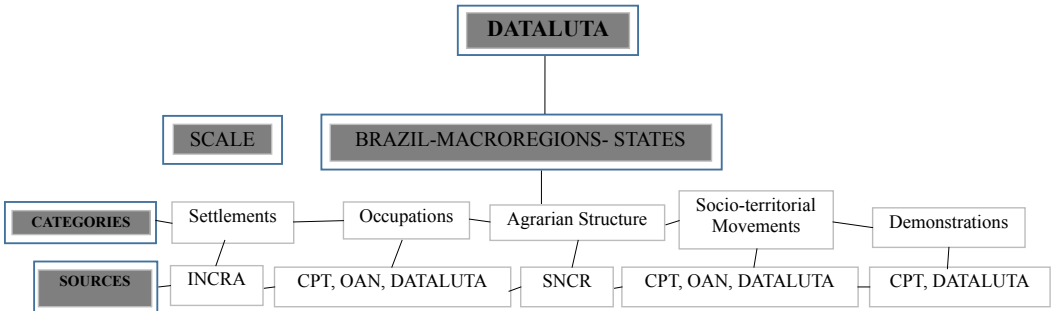 DATALUTA
SCALE
BRAZIL-MACROREGIONS- STATES
CATEGORIES
Settlements
Occupations
Agrarian Structure
Socio-territorial
Movements
Demonstrations
SOURCES
INCRA
CPT, OAN, DATALUTA
SNCR
CPT, OAN, DATALUTA
CPT, DATALUTA